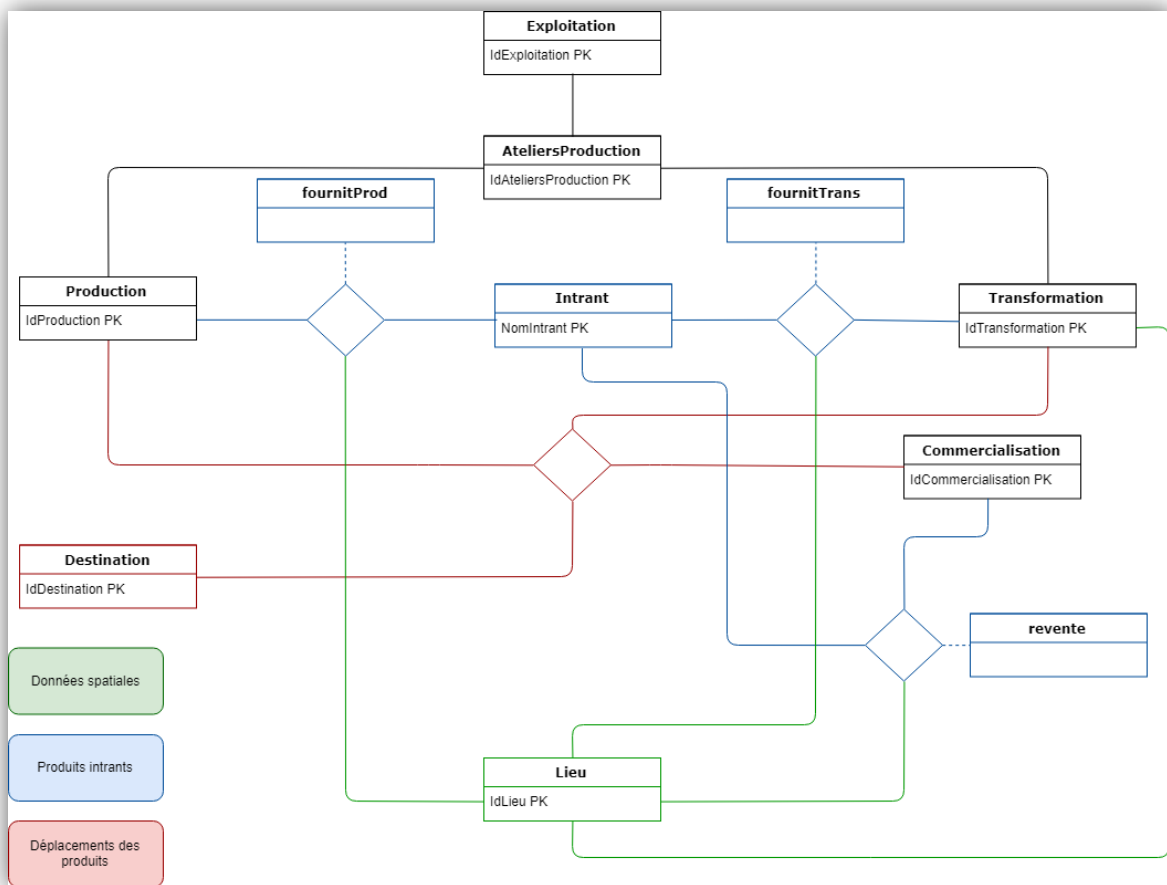 Exploitation
IdExploitation PK
AteliersProduction
IdAteliersProduction PK
fournitProd
fournitTrans
Production
IdProduction PK
Intrant
NomIntrant PK
Transformation
IdTransformation PK
Commercialisation
IdCommercialisation PK
Destination
IdDestination PK
revente
Données spatiales
Produits intrants
Lieu
IdLieu PK
Déplacements des
produits